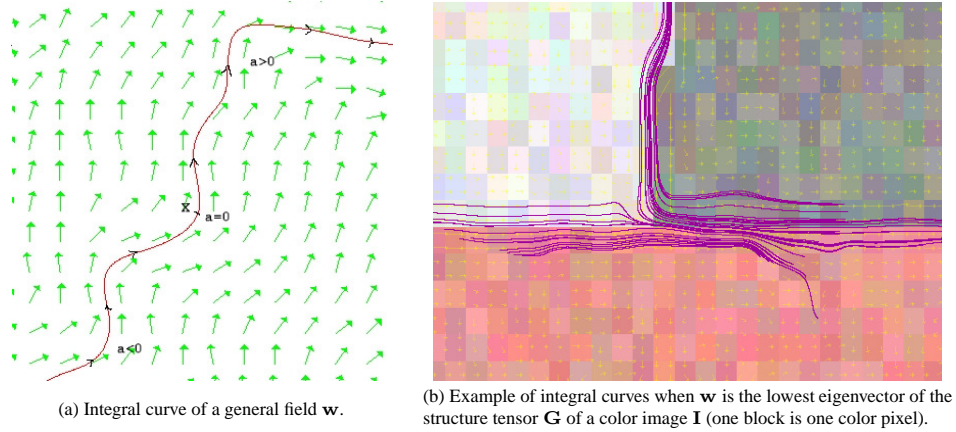 a>0
X
a=0
a<0
(a) Integral curve of a general field w.
(b) Example of integral curves when w is the lowest eigenvector of the
structure tensor G of a color image I (one block is one color pixel).